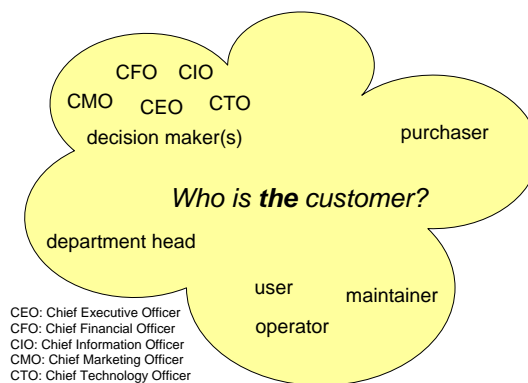 CFO CIO
CMO CEO CTO
decision maker(s)
purchaser
Who is the customer?
department head
user
maintainer
operator
CEO: Chief Executive Officer
CFO: Chief Financial Officer
CIO: Chief Information Officer
CMO: Chief Marketing Officer
CTO: Chief Technology Officer